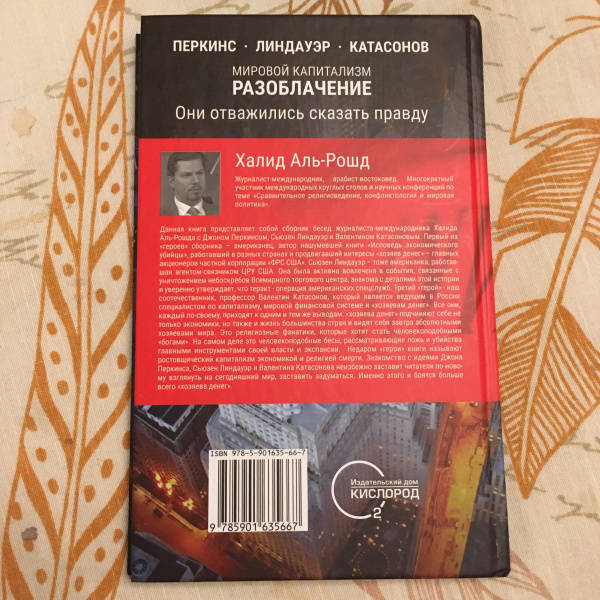 ПЕРКИНС · ЛИНДАУЭР · КАТАСОНОВ
МИРОВОЙ КАПИТАЛИЗМ
РАЗОБЛАЧЕНИЕ
Они отважились сказать правду
Халид Аль-Рошд
Журналист-международник, арабист-востоковед. Многократный
участник международных круглых столов и научных конференций по
теме «Сравнительное религиоведение, конфликтология и мировая
политика».
Данная книга представляет собой сборник бесед журналиста-международника Халида
Аль-Рошда с Джоном Перкинсом, Сьюзен Линдауэр и Валентином Катасоновым. Первый из
«героев» сборника – американец, автор нашумевшей книги «Исповедь экономического
убийцы», работавший в разных странах и продвигавший интересы «хозяев денег» – главных
акционеров частной корпорации «ФРС США». Сьюзен Линдауэр – тоже американка, работав-
шая агентом-связником ЦРУ США. Она была активно вовлечена в события, связанные с
уничтожением небоскребов Всемирного торгового центра, знакома с деталями этой истории
и уверенно утверждает, что теракт - операция американских спецслужб. Третий «герой» - наш
соотечественник, профессор Валентин Катасонов, который является ведущим в России
специалистом по капитализму, мировой финансовой системе и «хозяевам денег». Все они,
каждый по-своему, приходят к одним и тем же выводам: «хозяева денег» подчиняют себе не
только экономики, но также и жизнь большинства стран и видят себя завтра абсолютными
хозяевами мира. Это религиозные фанатики, которые хотят стать человекоподобными
«богами». На самом деле это человекоподобные бесы, рассматривающие ложь и убийства
главными инструментами своей власти и экспансии. Недаром «герои» книги называют
ростовщический капитализм экономикой и религией смерти. Знакомство с идеями Джона
Перкинса, Сьюзен Линдауэр и Валентина Катасонова неизбежно заставит читателя по-ново-
му взглянуть на сегодняшний мир, заставить задуматься. Именно этого и боятся больше
всего «хозяева денег».
ISBN 978-5-901635-66-7
9 785901 635667
Издательский дом
КИСЛОРОД
2